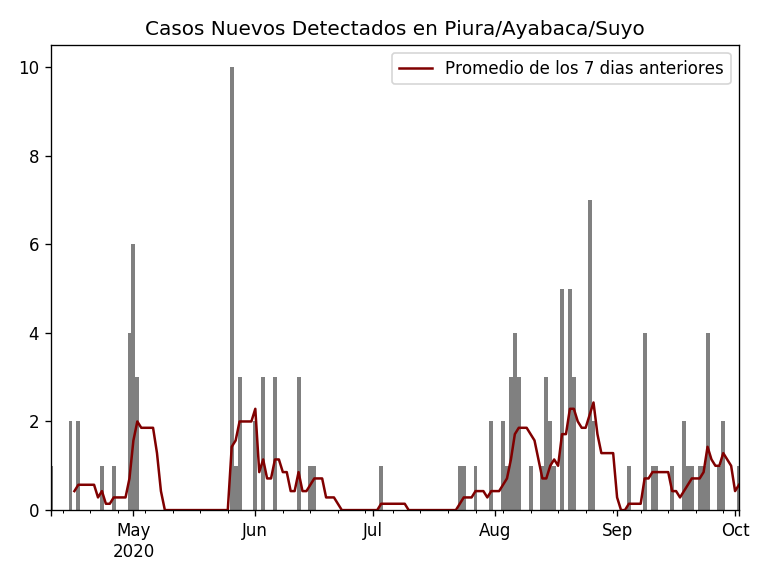 Casos Nuevos Detectados en Piura/Ayabaca/Suyo
Promedio de los 7 dias anteriores
10
8
6
4
2
0
May Jun Jul Aug Sep Oct
2020